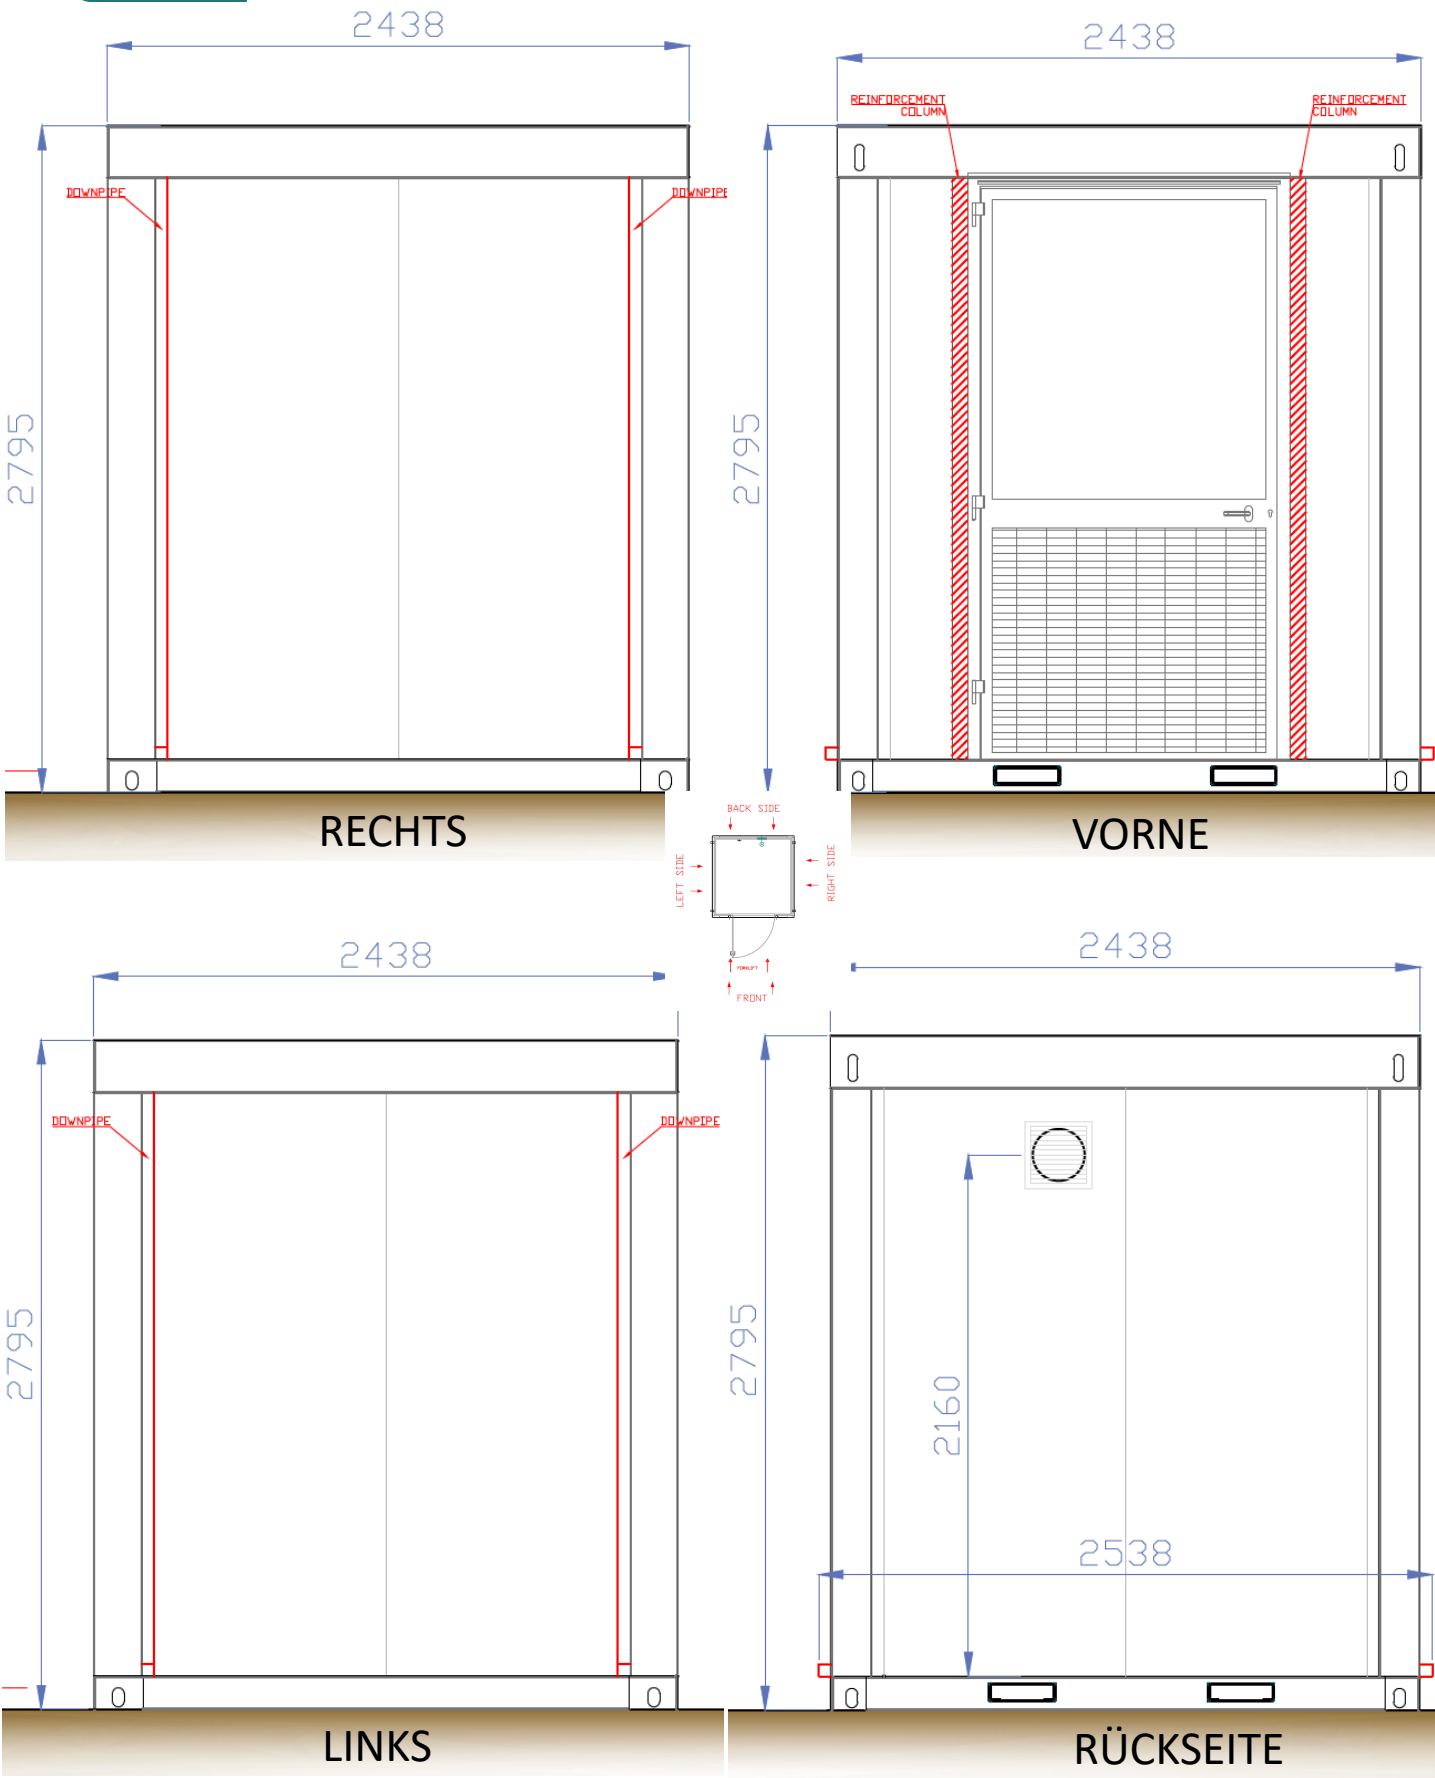 2438
2795
DOWNPIPE
DOWNPIPE
RECHTS
2438
REINFORCEMENT
COLUMN
REINFORCEMENT
COLUMN
2795
VORNE
BACK SIDE
LEFT SIDE
RIGHT SIDE
FORKLIFT
FRONT
2438
2795
DOWNPIPE
DOWNPIPE
LINKS
2438
2795
2160
2538
RÜCKSEITE